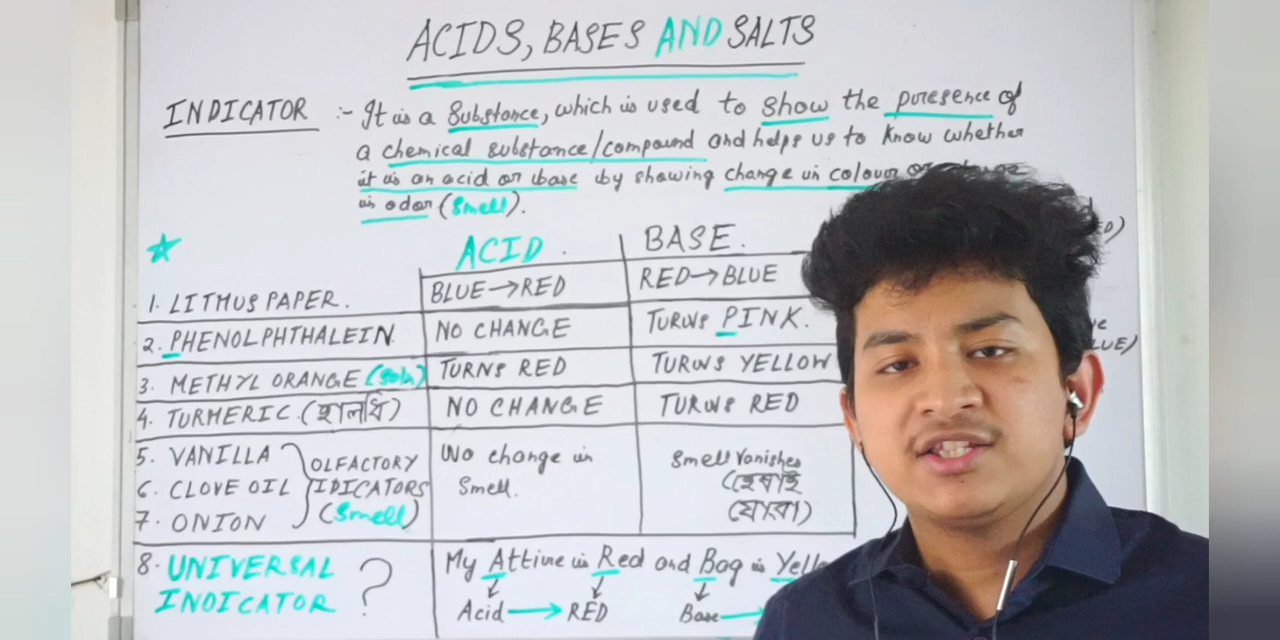 ACIDS, BASES AND SALTS
INDICATOR :- It is a Substance, which is used to show the presence of
a chemical substance/compound and helps us to know whether
it is an acid or base by showing change in colour or
in odor (Smell).
ACID. BASE.
1. LITMUS PAPER. BLUE→RED RED→BLUE
2. PHENOLPHTHALEIN. NO CHANGE TURNS PINK.
3. METHYL ORANGE (Soln) TURNS RED TURNS YELLOW
4. TURMERIC. (হালধি) NO CHANGE TURNS RED
5. VANILLA
6. CLOVE OIL
7. ONION
OLFACTORY
IDICATORS
(Smell)
No change in
Smell.
Smell Vanishes
(হেৰাই
যোৱা)
8. UNIVERSAL
INDICATOR ?
My Attire is Red and Bag is Yello
Acid → RED Base →